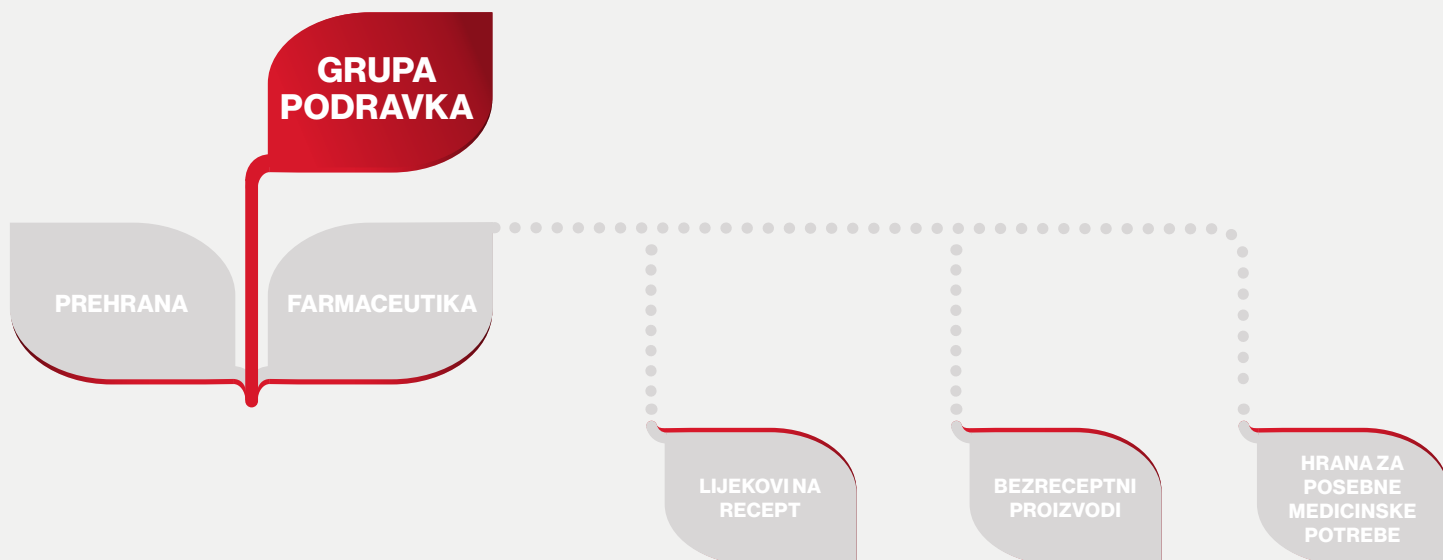 GRUPA
PODRAVKA
PREHRANA
FARMACEUTIKA
LIJEKOVI NA
RECEPT
BEZRECEPTNI
PROIZVODI
HRANA ZA
POSEBNE
MEDICINSKE
POTREBE